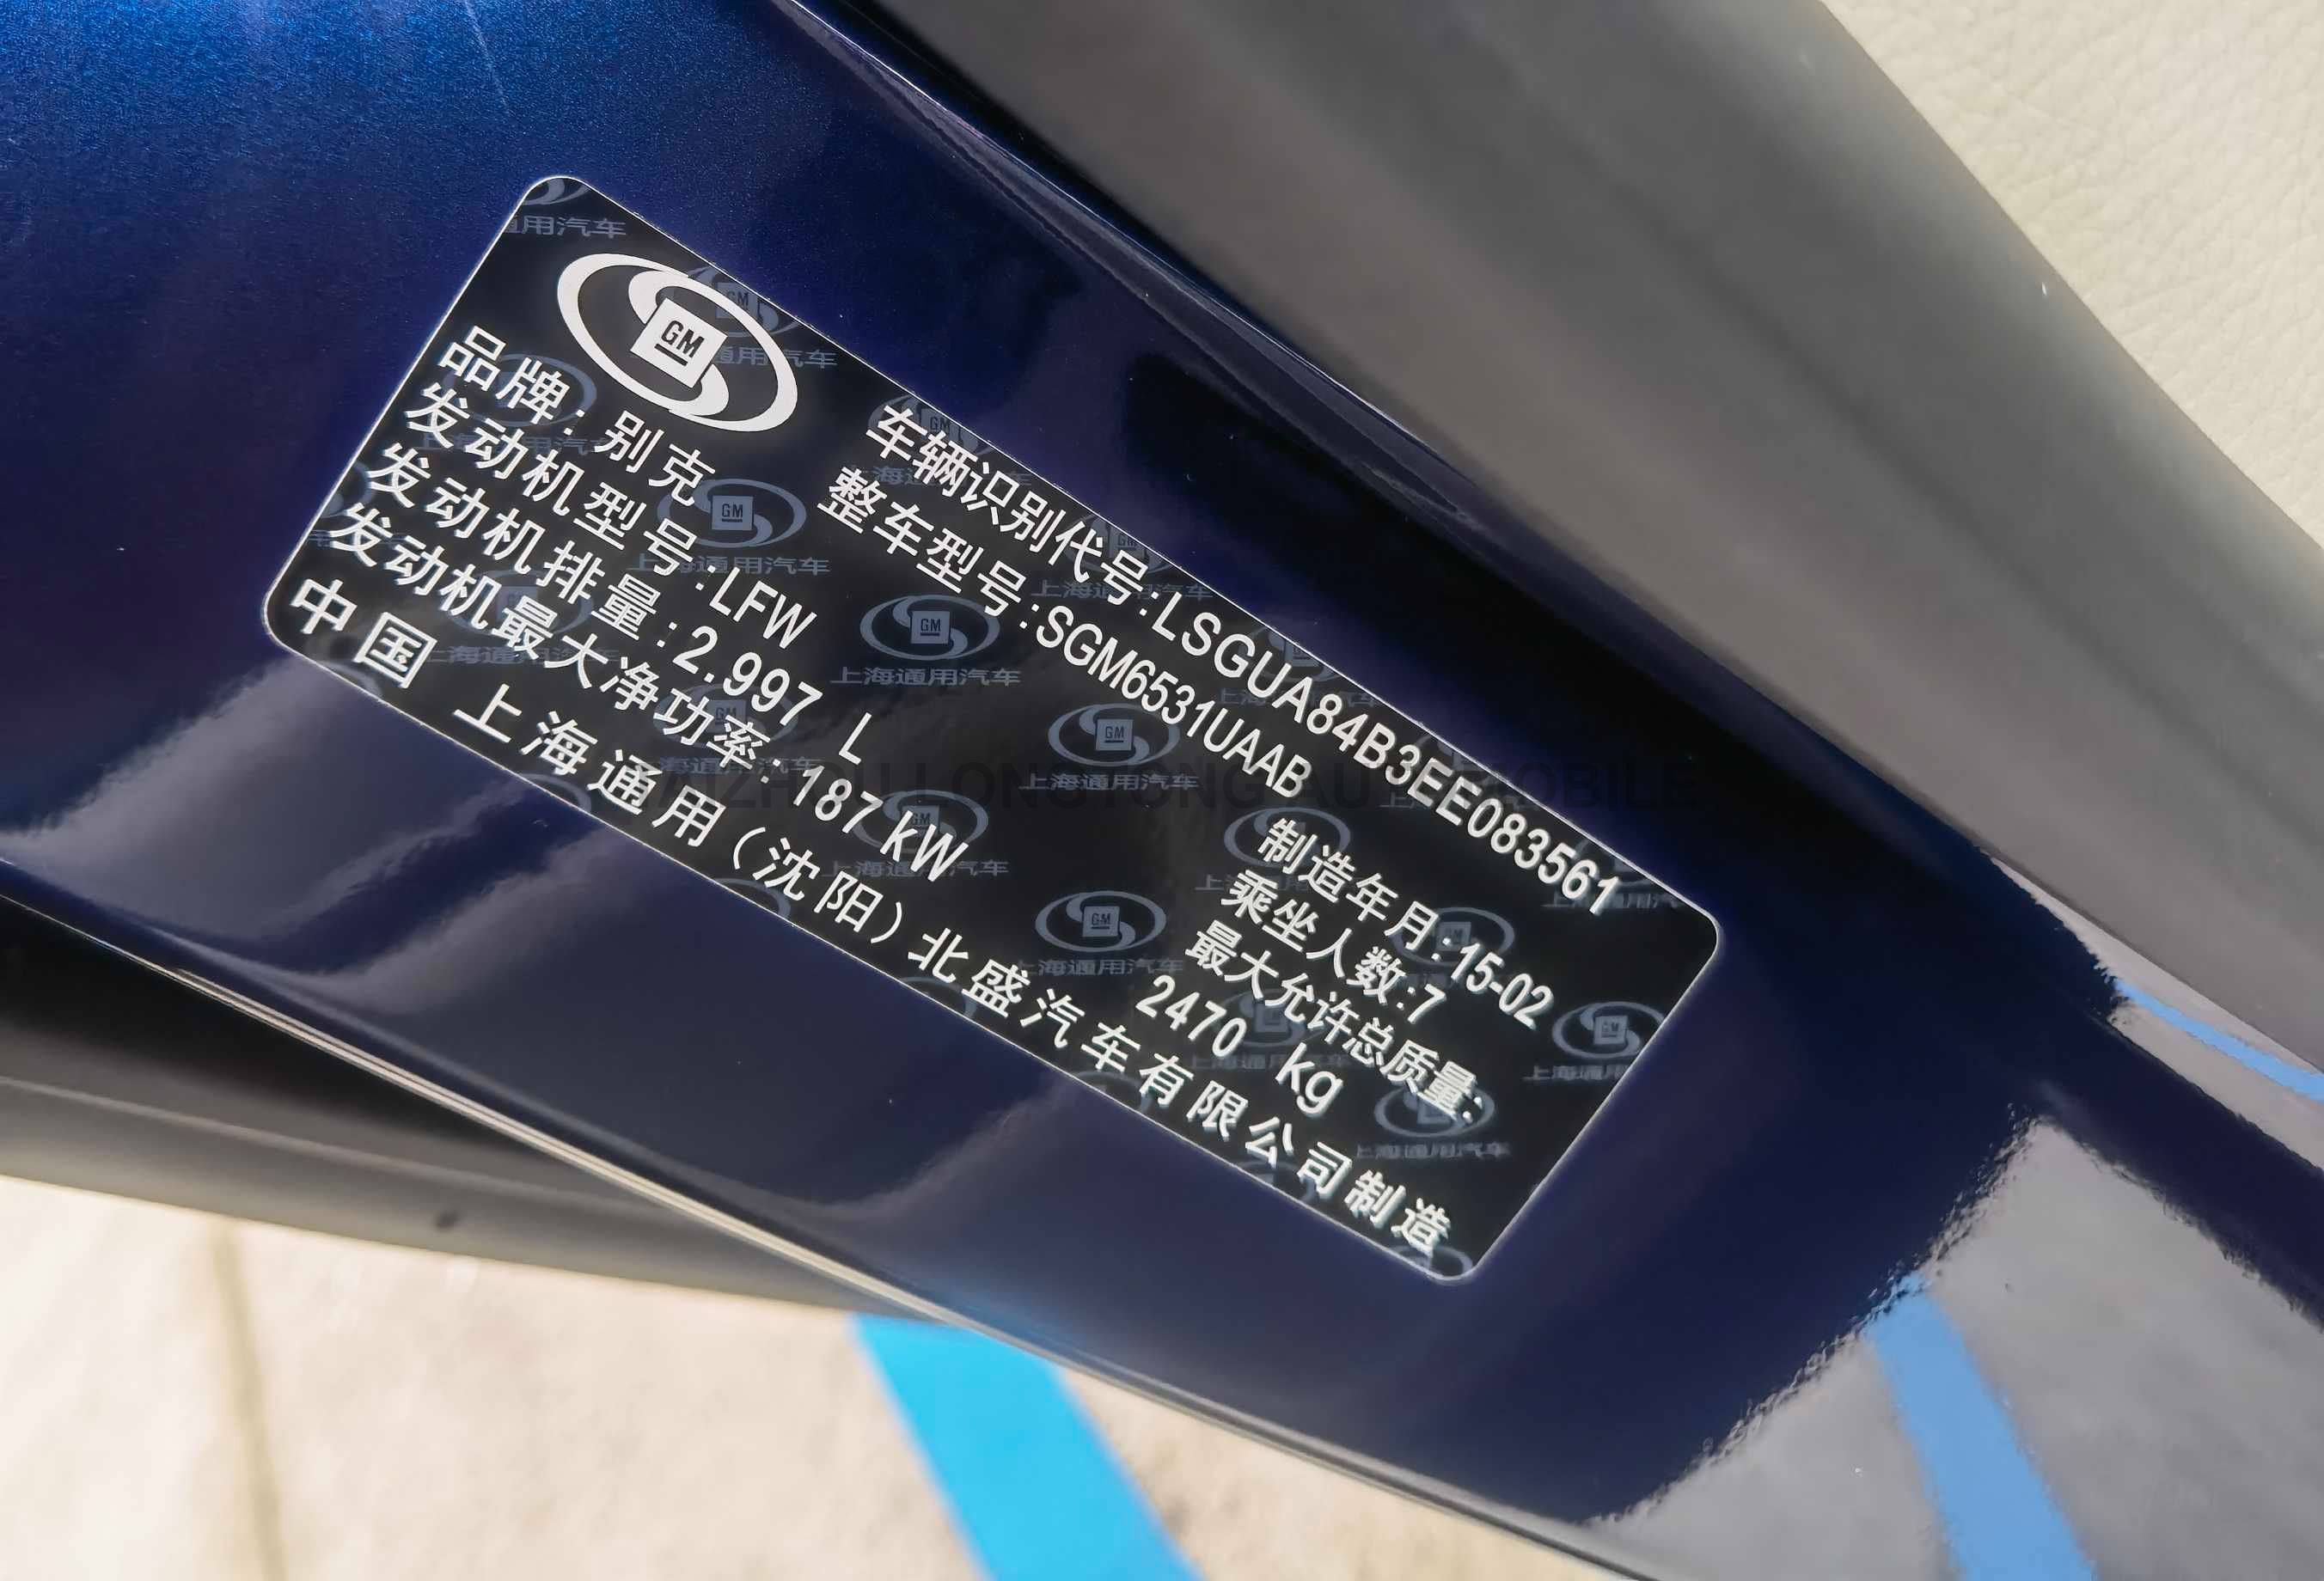 GM
车辆识别代号:LSGUA84B3EE083561
整车型号:SGM6531UAAB
品牌:别克
发动机型号:LFW
发动机排量:2.997 L
发动机最大净功率:187kW
制造年月:15-02
乘坐人数:7
最大允许总质量:
2470 kg
中国 上海通用(沈阳)北盛汽车有限公司制造
上海通用汽车
TAIZHOU LONGYONG AUTOMOBILE